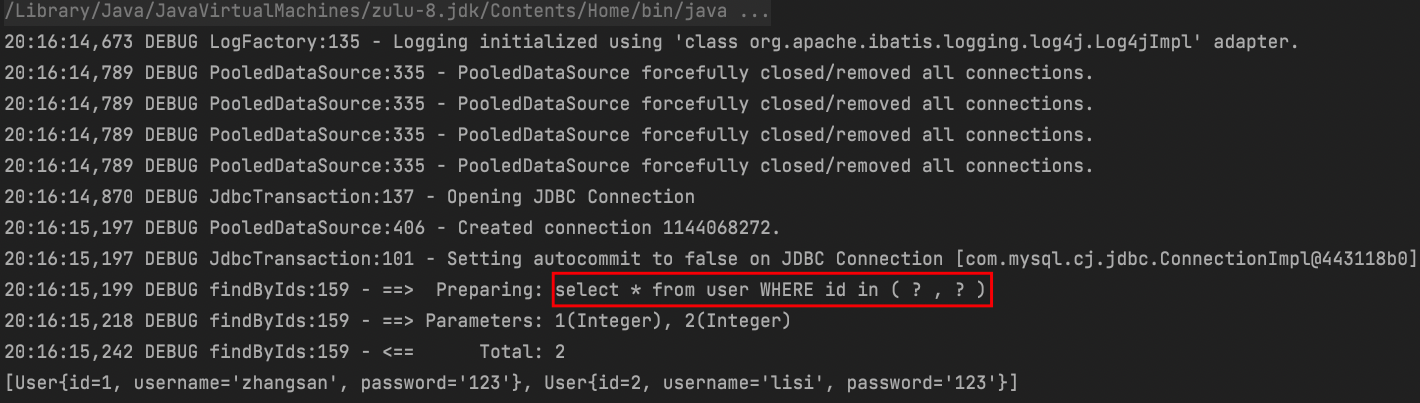 /Library/Java/JavaVirtualMachines/zulu-8.jdk/Contents/Home/bin/java ...
20:16:14,673 DEBUG LogFactory:135 - Logging initialized using 'class org.apache.ibatis.logging.log4j.Log4jImpl' adapter.
20:16:14,789 DEBUG PooledDataSource:335 - PooledDataSource forcefully closed/removed all connections.
20:16:14,789 DEBUG PooledDataSource:335 - PooledDataSource forcefully closed/removed all connections.
20:16:14,789 DEBUG PooledDataSource:335 - PooledDataSource forcefully closed/removed all connections.
20:16:14,789 DEBUG PooledDataSource:335 - PooledDataSource forcefully closed/removed all connections.
20:16:14,870 DEBUG JdbcTransaction:137 - Opening JDBC Connection
20:16:15,197 DEBUG PooledDataSource:406 - Created connection 1144068272.
20:16:15,197 DEBUG JdbcTransaction:101 - Setting autocommit to false on JDBC Connection [com.mysql.cj.jdbc.ConnectionImpl@443118b0]
20:16:15,199 DEBUG findByIds:159 - ==>  Preparing: select * from user WHERE id in ( ? , ? )
20:16:15,218 DEBUG findByIds:159 - ==> Parameters: 1(Integer), 2(Integer)
20:16:15,242 DEBUG findByIds:159 - <==      Total: 2
[User{id=1, username='zhangsan', password='123'}, User{id=2, username='lisi', password='123'}]